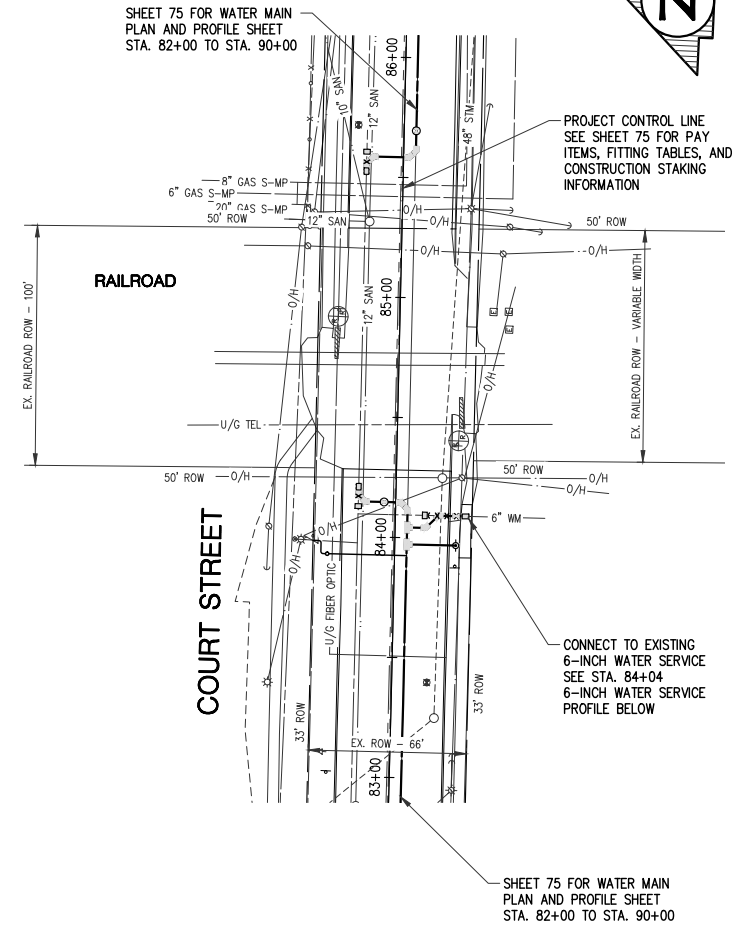 SHEET 75 FOR WATER MAIN
PLAN AND PROFILE SHEET
STA. 82+00 TO STA. 90+00
Z
86+00
10" SAN
12" SAN
48" STM
PROJECT CONTROL LINE
SEE SHEET 75 FOR PAY
ITEMS, FITTING TABLES, AND
CONSTRUCTION STAKING
INFORMATION
8" GAS S-MP
6" GAS S-MP
20" GAS S-MP
50' ROW
12" SAN
O/H
O/H
50' ROW
O/H
O/H
RAILROAD
EX. RAILROAD ROW - 100'
O/H
12" SAN
85+00
E
E
E
EX. RAILROAD ROW - VARIABLE WIDTH
R R
O/H
U/G TEL
R R
50' ROW
O/H
50' ROW
O/H
O/H
O/H
84+00
6" WM
COURT STREET
O/H
U/G FIBER OPTIC
CONNECT TO EXISTING
6-INCH WATER SERVICE
SEE STA. 84+04
6-INCH WATER SERVICE
PROFILE BELOW
33' ROW
33' ROW
EX. ROW - 66'
83+00
SHEET 75 FOR WATER MAIN
PLAN AND PROFILE SHEET
STA. 82+00 TO STA. 90+00